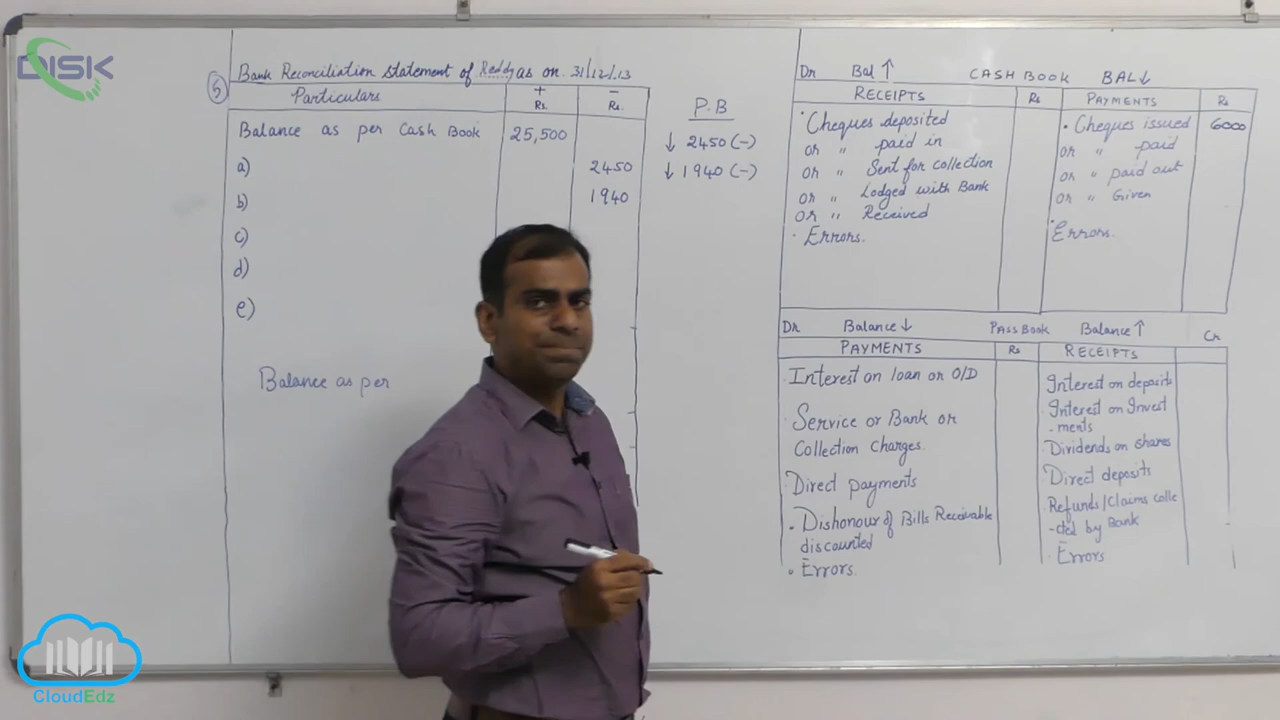 DISK
5
Bank Reconciliation Statement of Reddy as on 31/12/13
Particulars
+
Rs.
-
Rs.
Balance as per Cash Book 25,500
a) 2450
b) 1940
c)
d)
e)
Balance as per
P.B
↓ 2450 (-)
↓ 1940 (-)
Dr Bal ↑ CASH BOOK BAL ↓
RECEIPTS Rs PAYMENTS Rs
· Cheques deposited
or " paid in
or " Sent for collection
or " Lodged with Bank
or " Received
· Errors.
· Cheques issued 6000
or " paid
or " paid out
or " Given
· Errors.
Dr Balance ↓ PASS BOOK Balance ↑ Cr
PAYMENTS Rs RECEIPTS
· Interest on loan or O/D
· Service or Bank or
Collection Charges.
· Direct payments
· Dishonour of Bills Receivable
discounted
· Errors.
· Interest on deposits
· Interest on Invest
-ments
· Dividends on shares
· Direct deposits
· Refunds/Claims colle
-cted by Bank
· Errors
CloudEdz